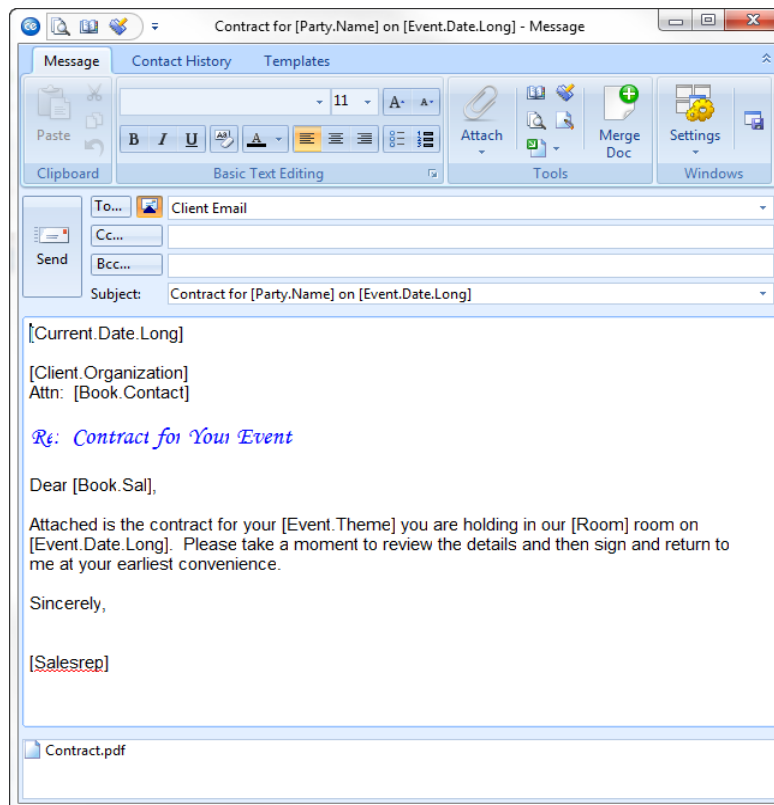 Contract for [Party.Name] on [Event.Date.Long] - Message
Message Contact History Templates
Paste
11 A A
B I U ABJ A
Attach
Merge Doc
Settings
Clipboard Basic Text Editing Tools Windows
Send
To... Client Email
Cc...
Bcc...
Subject: Contract for [Party.Name] on [Event.Date.Long]
[Current.Date.Long]
[Client.Organization]
Attn: [Book.Contact]
Re: Contract for Your Event
Dear [Book.Sal],
Attached is the contract for your [Event.Theme] you are holding in our [Room] room on
[Event.Date.Long]. Please take a moment to review the details and then sign and return to
me at your earliest convenience.
Sincerely,
[Salesrep]
Contract.pdf